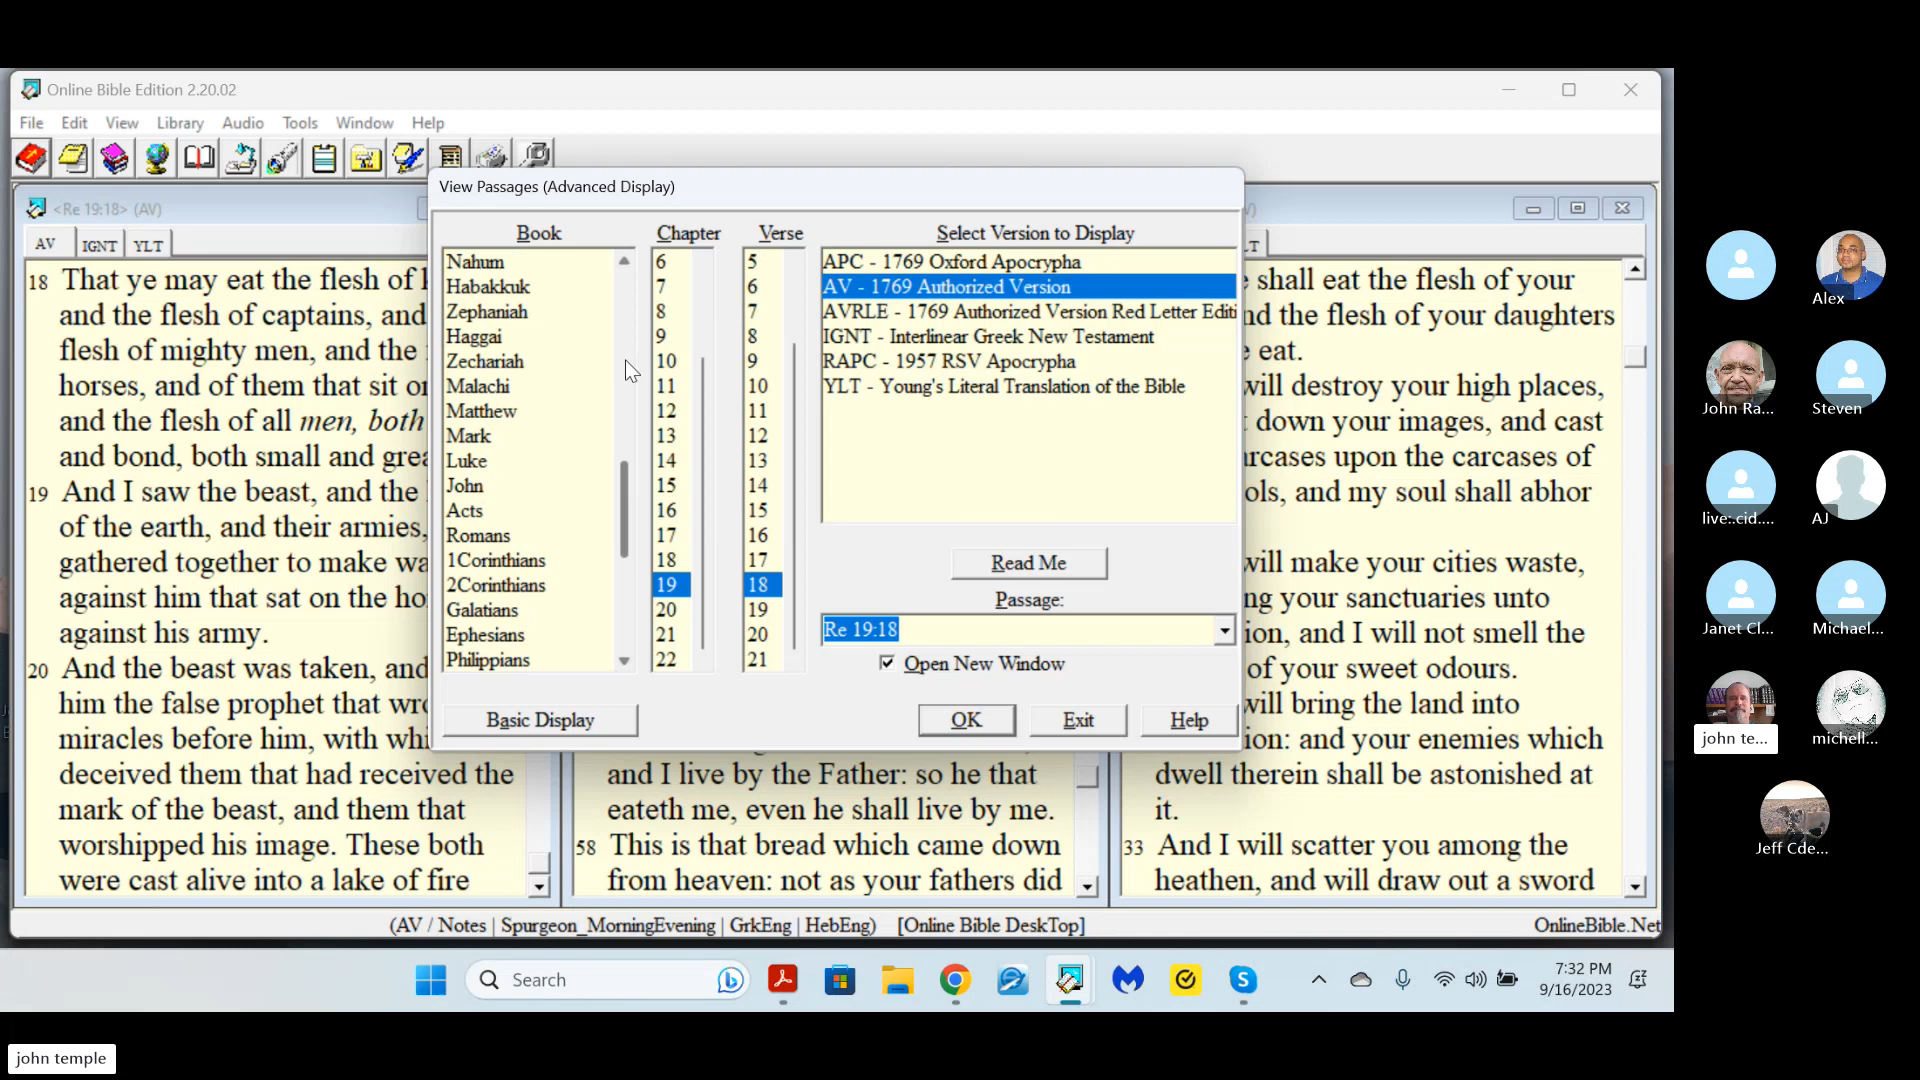 Online Bible Edition 2.20.02
File Edit View Library Audio Tools Window Help
<Re 19:18> (AV)
AV IGNT YLT
18 That ye may eat the flesh of
and the flesh of captains, and
flesh of mighty men, and the
horses, and of them that sit on
and the flesh of all men, both
and bond, both small and grea
19 And I saw the beast, and the
of the earth, and their armies,
gathered together to make wa
against him that sat on the ho
against his army.
20 And the beast was taken, and
him the false prophet that wro
miracles before him, with whi
deceived them that had received the
mark of the beast, and them that
worshipped his image. These both
were cast alive into a lake of fire
View Passages (Advanced Display)
Book Chapter Verse Select Version to Display
Nahum 6 5 APC - 1769 Oxford Apocrypha
Habakkuk 7 6 AV - 1769 Authorized Version
Zephaniah 8 7 AVRLE - 1769 Authorized Version Red Letter Editi
Haggai 9 8 IGNT - Interlinear Greek New Testament
Zechariah 10 9 RAPC - 1957 RSV Apocrypha
Malachi 11 10 YLT - Young's Literal Translation of the Bible
Matthew 12 11
Mark 13 12
Luke 14 13
John 15 14
Acts 16 15
Romans 17 16
1Corinthians 18 17 Read Me
2Corinthians 19 18
Galatians 20 19 Passage:
Ephesians 21 20 Re 19:18
Philippians 22 21 Open New Window
Basic Display OK Exit Help
and I live by the Father: so he that
eateth me, even he shall live by me.
58 This is that bread which came down
from heaven: not as your fathers did
V)
LT
shall eat the flesh of your
nd the flesh of your daughters
eat.
will destroy your high places,
down your images, and cast
arcases upon the carcases of
ols, and my soul shall abhor
will make your cities waste,
ng your sanctuaries unto
ion, and I will not smell the
of your sweet odours.
will bring the land into
ion: and your enemies which
dwell therein shall be astonished at
it.
33 And I will scatter you among the
heathen, and will draw out a sword
(AV / Notes | Spurgeon_MorningEvening | GrkEng | HebEng) [Online Bible DeskTop] OnlineBible.Net
Search
7:32 PM
9/16/2023
Alex
John Ra...
Steven
live:.cid....
AJ
Janet Cl...
Michael...
john te...
michell...
Jeff Cde...
john temple